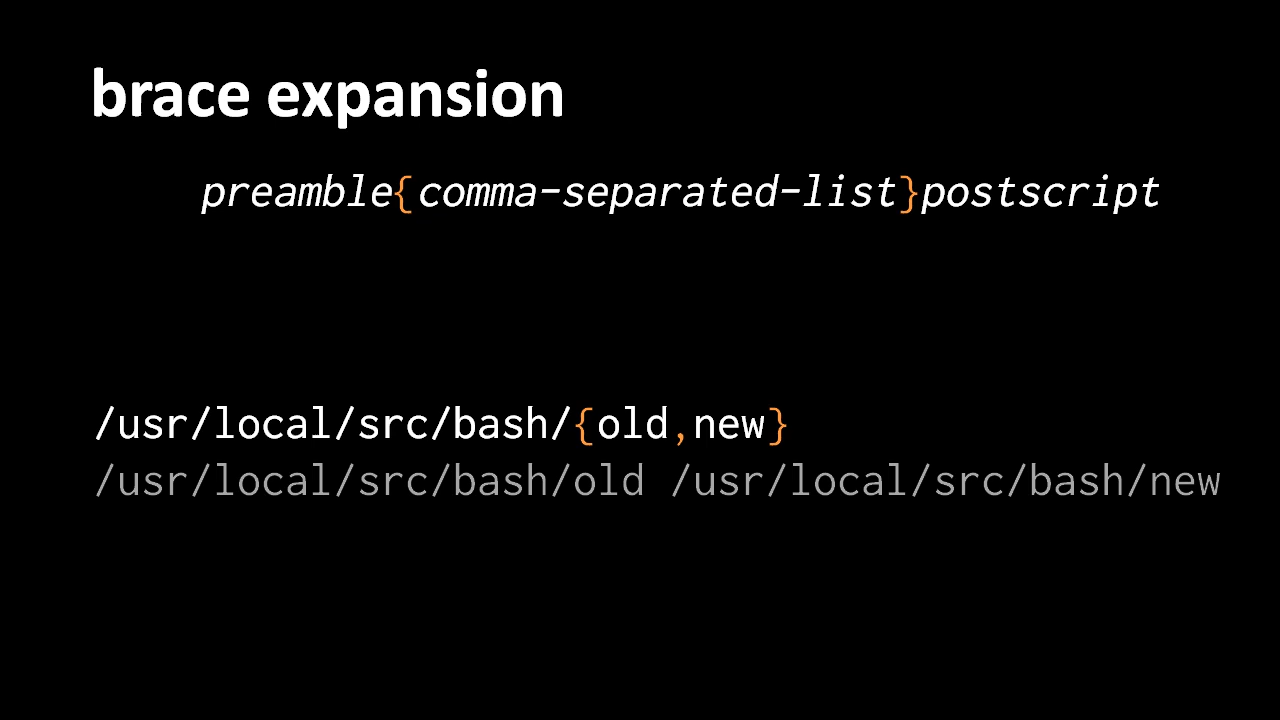 brace expansion
preamble{comma-separated-list}postscript
/usr/local/src/bash/{old,new}
/usr/local/src/bash/old /usr/local/src/bash/new